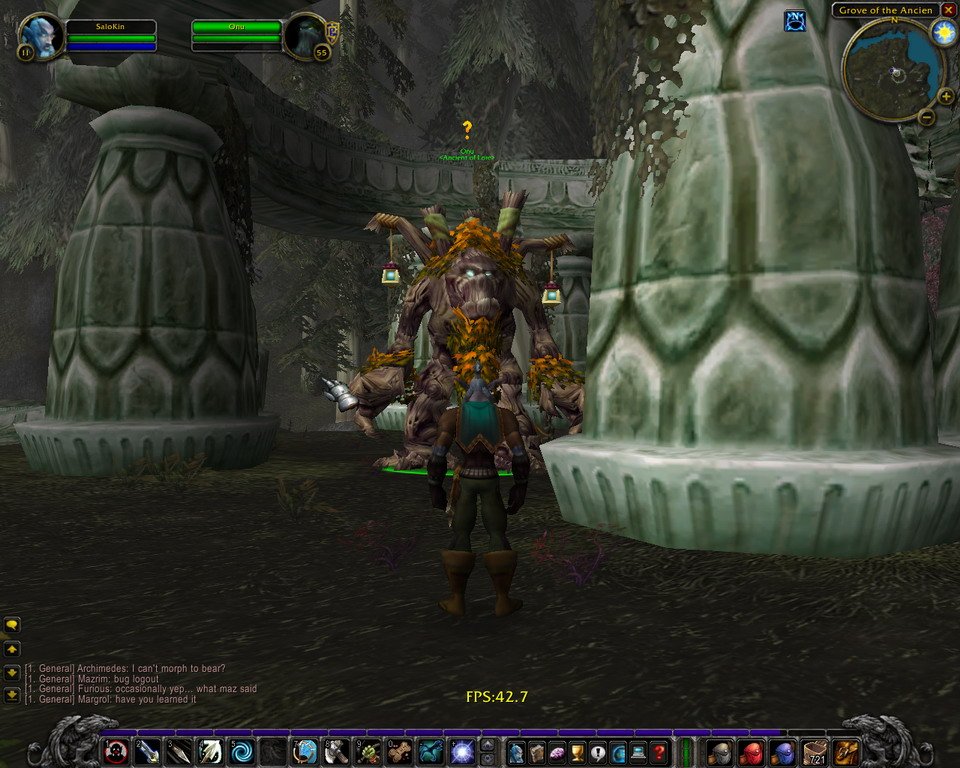 SaloKin
11
Onu
55
N
Grove of the Ancien
N
Onu
<Ancient of Lore>
[1. General] Archimedes: I can't morph to bear?
[1. General] Mazrim: bug logout
[1. General] Furious: occasionally yep... what maz said
[1. General] Margrol: have you learned it
FPS:42.7
721